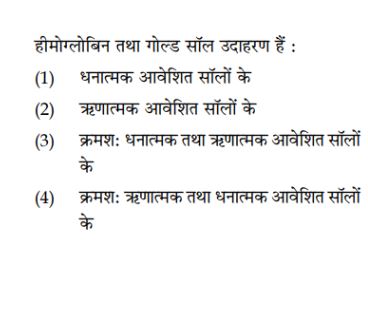 हीमोग्लोबिन तथा गोल्ड सॉल उदाहरण हैं :
(1) धनात्मक आवेशित सॉलों के
(2) ऋणात्मक आवेशित सॉलों के
(3) क्रमश: धनात्मक तथा ऋणात्मक आवेशित सॉलों
के
(4) क्रमश: ऋणात्मक तथा धनात्मक आवेशित सॉलों
के